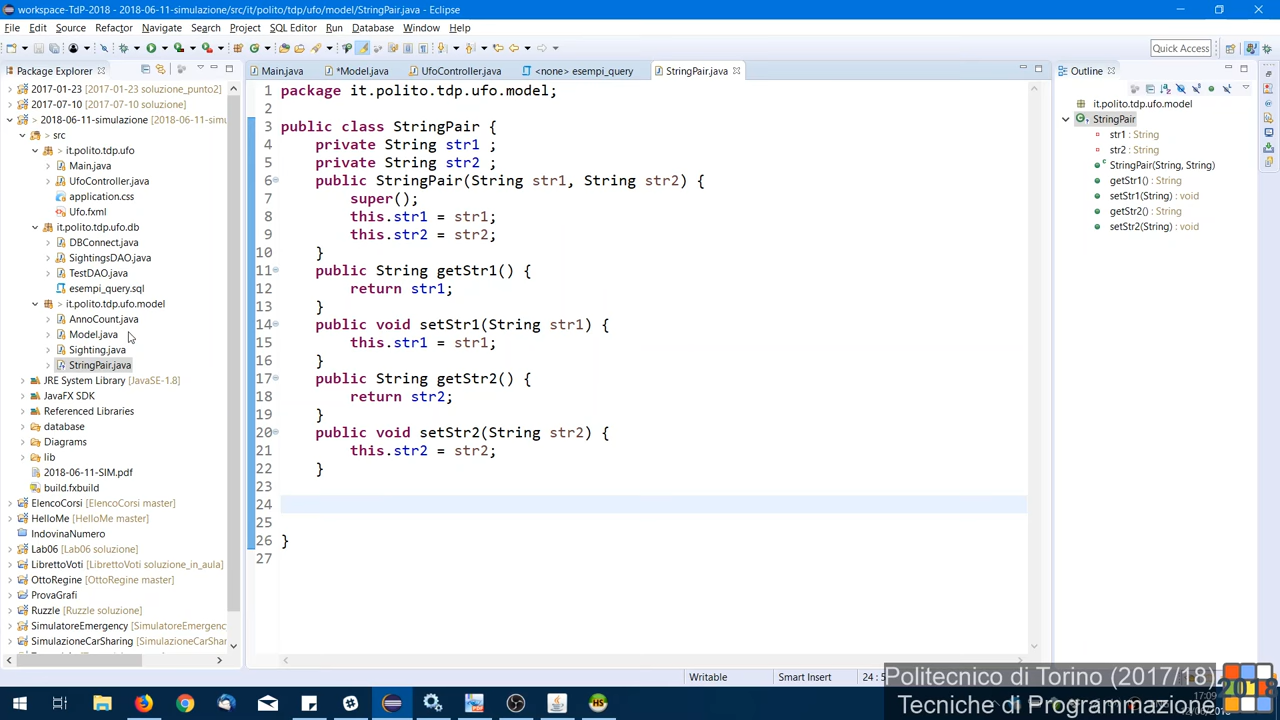 workspace-TdP-2018 - 2018-06-11-simulazione/src/it/polito/tdp/ufo/model/StringPair.java - Eclipse
File Edit Source Refactor Navigate Search Project SQL Editor Run Database Window Help
Quick Access
Package Explorer
2017-01-23 [2017-01-23 soluzione_punto2]
2017-07-10 [2017-07-10 soluzione]
> 2018-06-11-simulazione [2018-06-11-simu
> src
> it.polito.tdp.ufo
Main.java
UfoController.java
application.css
Ufo.fxml
it.polito.tdp.ufo.db
DBConnect.java
SightingsDAO.java
TestDAO.java
esempi_query.sql
> it.polito.tdp.ufo.model
AnnoCount.java
Model.java
Sighting.java
StringPair.java
JRE System Library [JavaSE-1.8]
JavaFX SDK
Referenced Libraries
database
Diagrams
lib
2018-06-11-SIM.pdf
build.fxbuild
ElencoCorsi [ElencoCorsi master]
HelloMe [HelloMe master]
IndovinaNumero
Lab06 [Lab06 soluzione]
LibrettoVoti [LibrettoVoti soluzione_in_aula]
OttoRegine [OttoRegine master]
ProvaGrafi
Ruzzle [Ruzzle soluzione]
SimulatoreEmergency [SimulatoreEmergenc
SimulazioneCarSharing [SimulazioneCarShar
Main.java *Model.java UfoController.java <none> esempi_query StringPair.java
1 package it.polito.tdp.ufo.model;
2
3 public class StringPair {
4 private String str1 ;
5 private String str2 ;
6 public StringPair(String str1, String str2) {
7 super();
8 this.str1 = str1;
9 this.str2 = str2;
10 }
11 public String getStr1() {
12 return str1;
13 }
14 public void setStr1(String str1) {
15 this.str1 = str1;
16 }
17 public String getStr2() {
18 return str2;
19 }
20 public void setStr2(String str2) {
21 this.str2 = str2;
22 }
23
24
25
26 }
27
Outline
it.polito.tdp.ufo.model
StringPair
str1 : String
str2 : String
StringPair(String, String)
getStr1() : String
setStr1(String) : void
getStr2() : String
setStr2(String) : void
Writable Smart Insert 24 : 5
Politecnico di Torino (2017/18)
Tecniche di Programmazione
2018
17:09